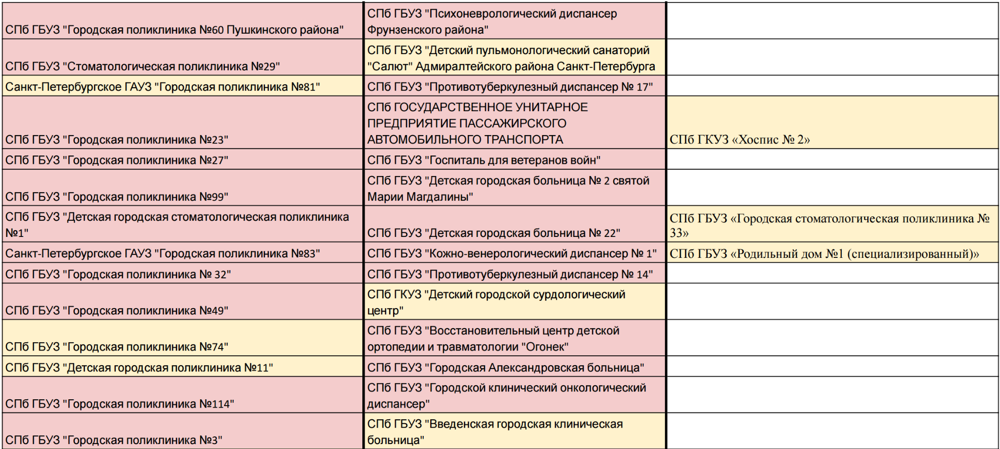 СПб ГБУЗ "Городская поликлиника №60 Пушкинского района"
СПб ГБУЗ "Психоневрологический диспансер
Фрунзенского района"
СПб ГБУЗ "Стоматологическая поликлиника №29"
СПб ГБУЗ "Детский пульмонологический санаторий
"Салют" Адмиралтейского района Санкт-Петербурга
Санкт-Петербургское ГАУЗ "Городская поликлиника №81"
СПб ГБУЗ "Противотуберкулезный диспансер № 17"
СПб ГБУЗ "Городская поликлиника №23"
СПб ГОСУДАРСТВЕННОЕ УНИТАРНОЕ
ПРЕДПРИЯТИЕ ПАССАЖИРСКОГО
АВТОМОБИЛЬНОГО ТРАНСПОРТА
СПб ГКУЗ «Хоспис № 2»
СПб ГБУЗ "Городская поликлиника №27"
СПб ГБУЗ "Госпиталь для ветеранов войн"
СПб ГБУЗ "Городская поликлиника №99"
СПб ГБУЗ "Детская городская больница № 2 святой
Марии Магдалины"
СПб ГБУЗ "Детская городская стоматологическая поликлиника
№1"
СПб ГБУЗ "Детская городская больница № 22"
СПб ГБУЗ «Городская стоматологическая поликлиника №
33»
Санкт-Петербургское ГАУЗ "Городская поликлиника №83"
СПб ГБУЗ "Кожно-венерологический диспансер № 1"
СПб ГБУЗ «Родильный дом №1 (специализированный)»
СПб ГБУЗ "Городская поликлиника № 32"
СПб ГБУЗ "Противотуберкулезный диспансер № 14"
СПб ГБУЗ "Городская поликлиника №49"
СПб ГКУЗ "Детский городской сурдологический
центр"
СПб ГБУЗ "Городская поликлиника №74"
СПб ГБУЗ "Восстановительный центр детской
ортопедии и травматологии "Огонек"
СПб ГБУЗ "Детская городская поликлиника №11"
СПб ГБУЗ "Городская Александровская больница"
СПб ГБУЗ "Городская поликлиника №114"
СПб ГБУЗ "Городской клинический онкологический
диспансер"
СПб ГБУЗ "Городская поликлиника №3"
СПб ГБУЗ "Введенская городская клиническая
больница"